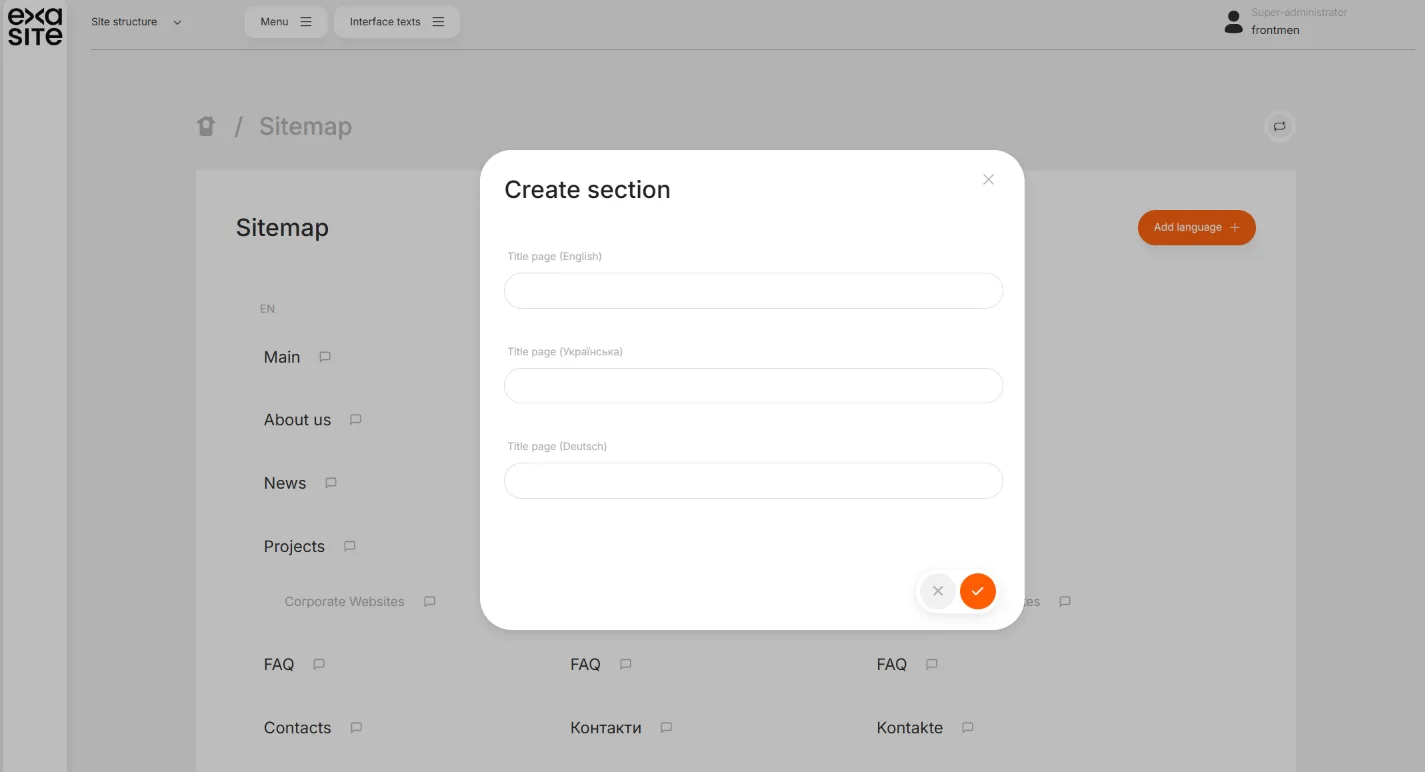 exa
site
Site structure
Menu
Interface texts
Super-administrator
frontmen
/ Sitemap
Create section
Sitemap
Add language
Title page (English)
EN
Main
Title page (Українська)
About us
Title page (Deutsch)
News
Projects
Corporate Websites
FAQ FAQ FAQ
Contacts Контакти Kontakte